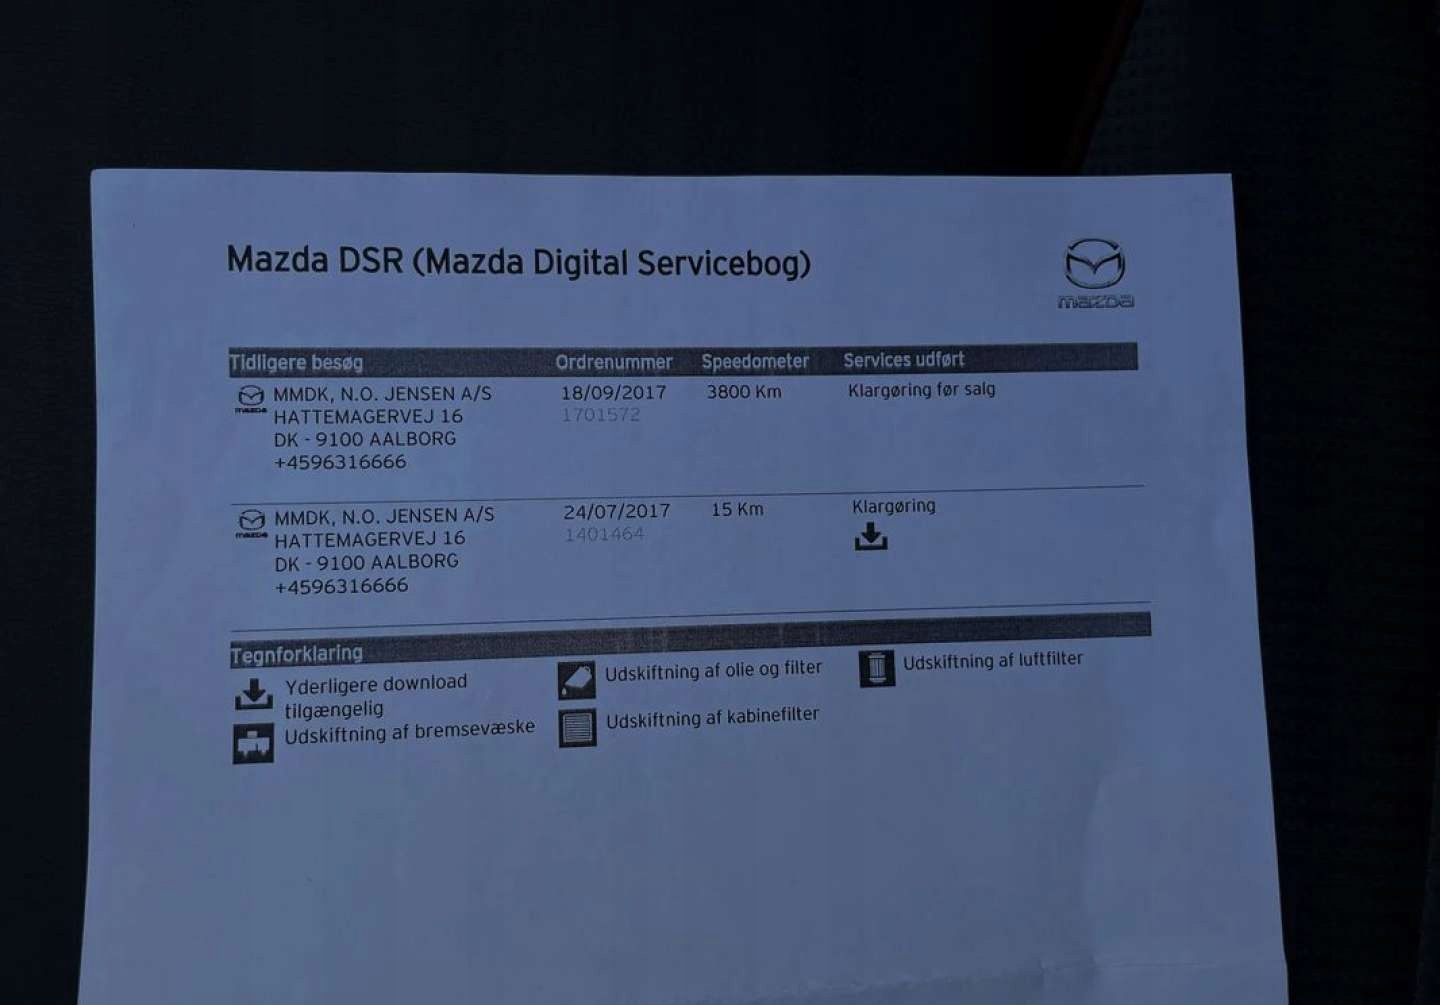 Mazda DSR (Mazda Digital Servicebog)
mazda
Tidligere besøg Ordrenummer Speedometer Services udført
mazda MMDK, N.O. JENSEN A/S 18/09/2017 3800 Km Klargøring før salg
HATTEMAGERVEJ 16 1701572
DK - 9100 AALBORG
+4596316666
mazda MMDK, N.O. JENSEN A/S 24/07/2017 15 Km Klargøring
HATTEMAGERVEJ 16 1401464
DK - 9100 AALBORG
+4596316666
Tegnforklaring
Yderligere download tilgængelig
Udskiftning af olie og filter
Udskiftning af luftfilter
Udskiftning af bremsevæske
Udskiftning af kabinefilter